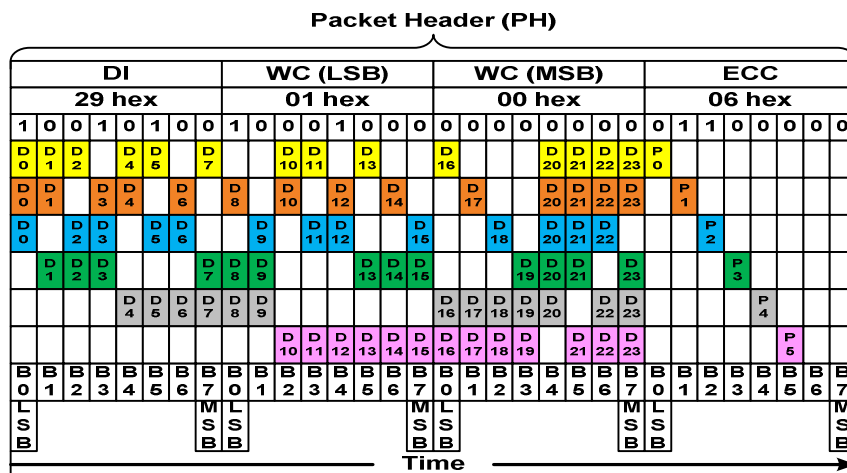 Packet Header (PH)
DI WC (LSB) WC (MSB) ECC
29 hex 01 hex 00 hex 06 hex
1 0 0 1 0 1 0 0 1 0 0 0 1 0 0 0 0 0 0 0 0 0 0 0 0 1 1 0 0 0 0 0
D0 D1 D2 D4 D5 D7 D10 D11 D13 D16 D20 D21 D22 D23 P0
D0 D1 D3 D4 D6 D8 D10 D12 D14 D17 D20 D21 D22 D23 P1
D0 D2 D3 D5 D6 D9 D11 D12 D15 D18 D20 D21 D22 P2
D1 D2 D3 D7 D8 D9 D13 D14 D15 D19 D20 D21 D23 P3
D4 D5 D6 D7 D8 D9 D16 D17 D18 D19 D20 D22 D23 P4
D10 D11 D12 D13 D14 D15 D16 D17 D18 D19 D21 D22 D23 P5
B0 B1 B2 B3 B4 B5 B6 B7 B0 B1 B2 B3 B4 B5 B6 B7 B0 B1 B2 B3 B4 B5 B6 B7 B0 B1 B2 B3 B4 B5 B6 B7
LSB MSB LSB MSB LSB MSB LSB MSB
Time